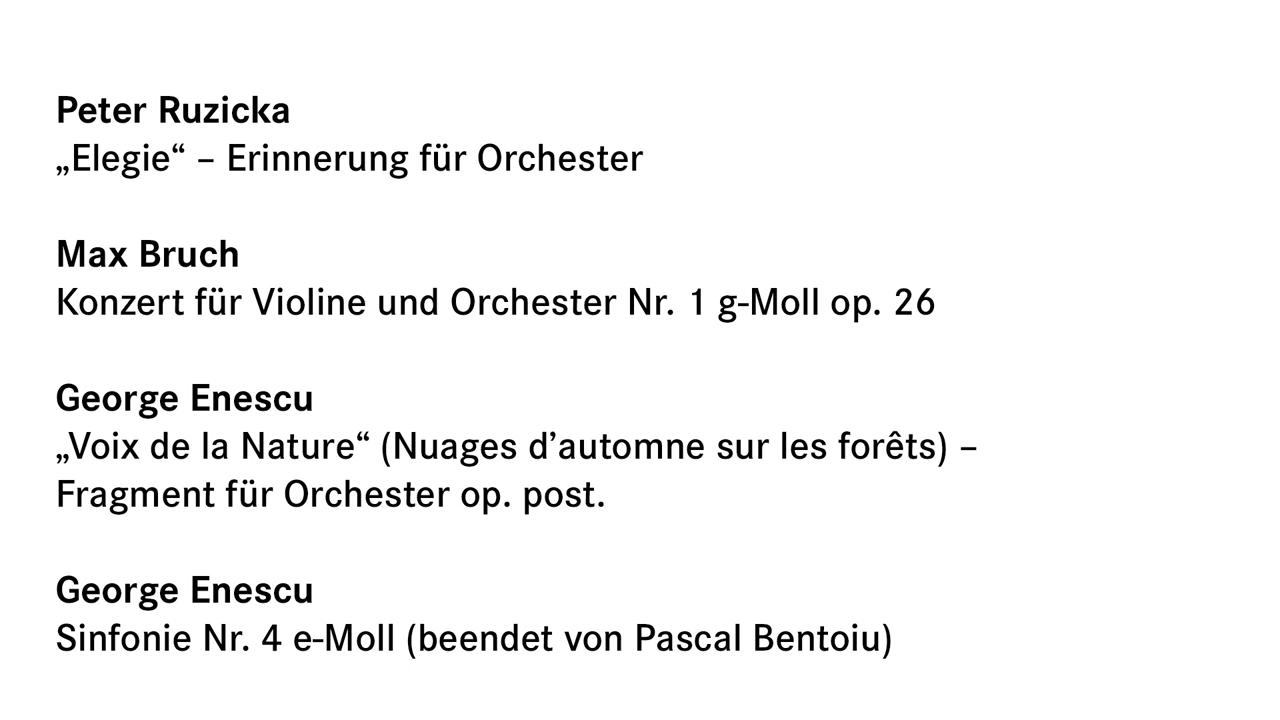 Peter Ruzicka
„Elegie“ – Erinnerung für Orchester
Max Bruch
Konzert für Violine und Orchester Nr. 1 g-Moll op. 26
George Enescu
„Voix de la Nature“ (Nuages d’automne sur les forêts) –
Fragment für Orchester op. post.
George Enescu
Sinfonie Nr. 4 e-Moll (beendet von Pascal Bentoiu)